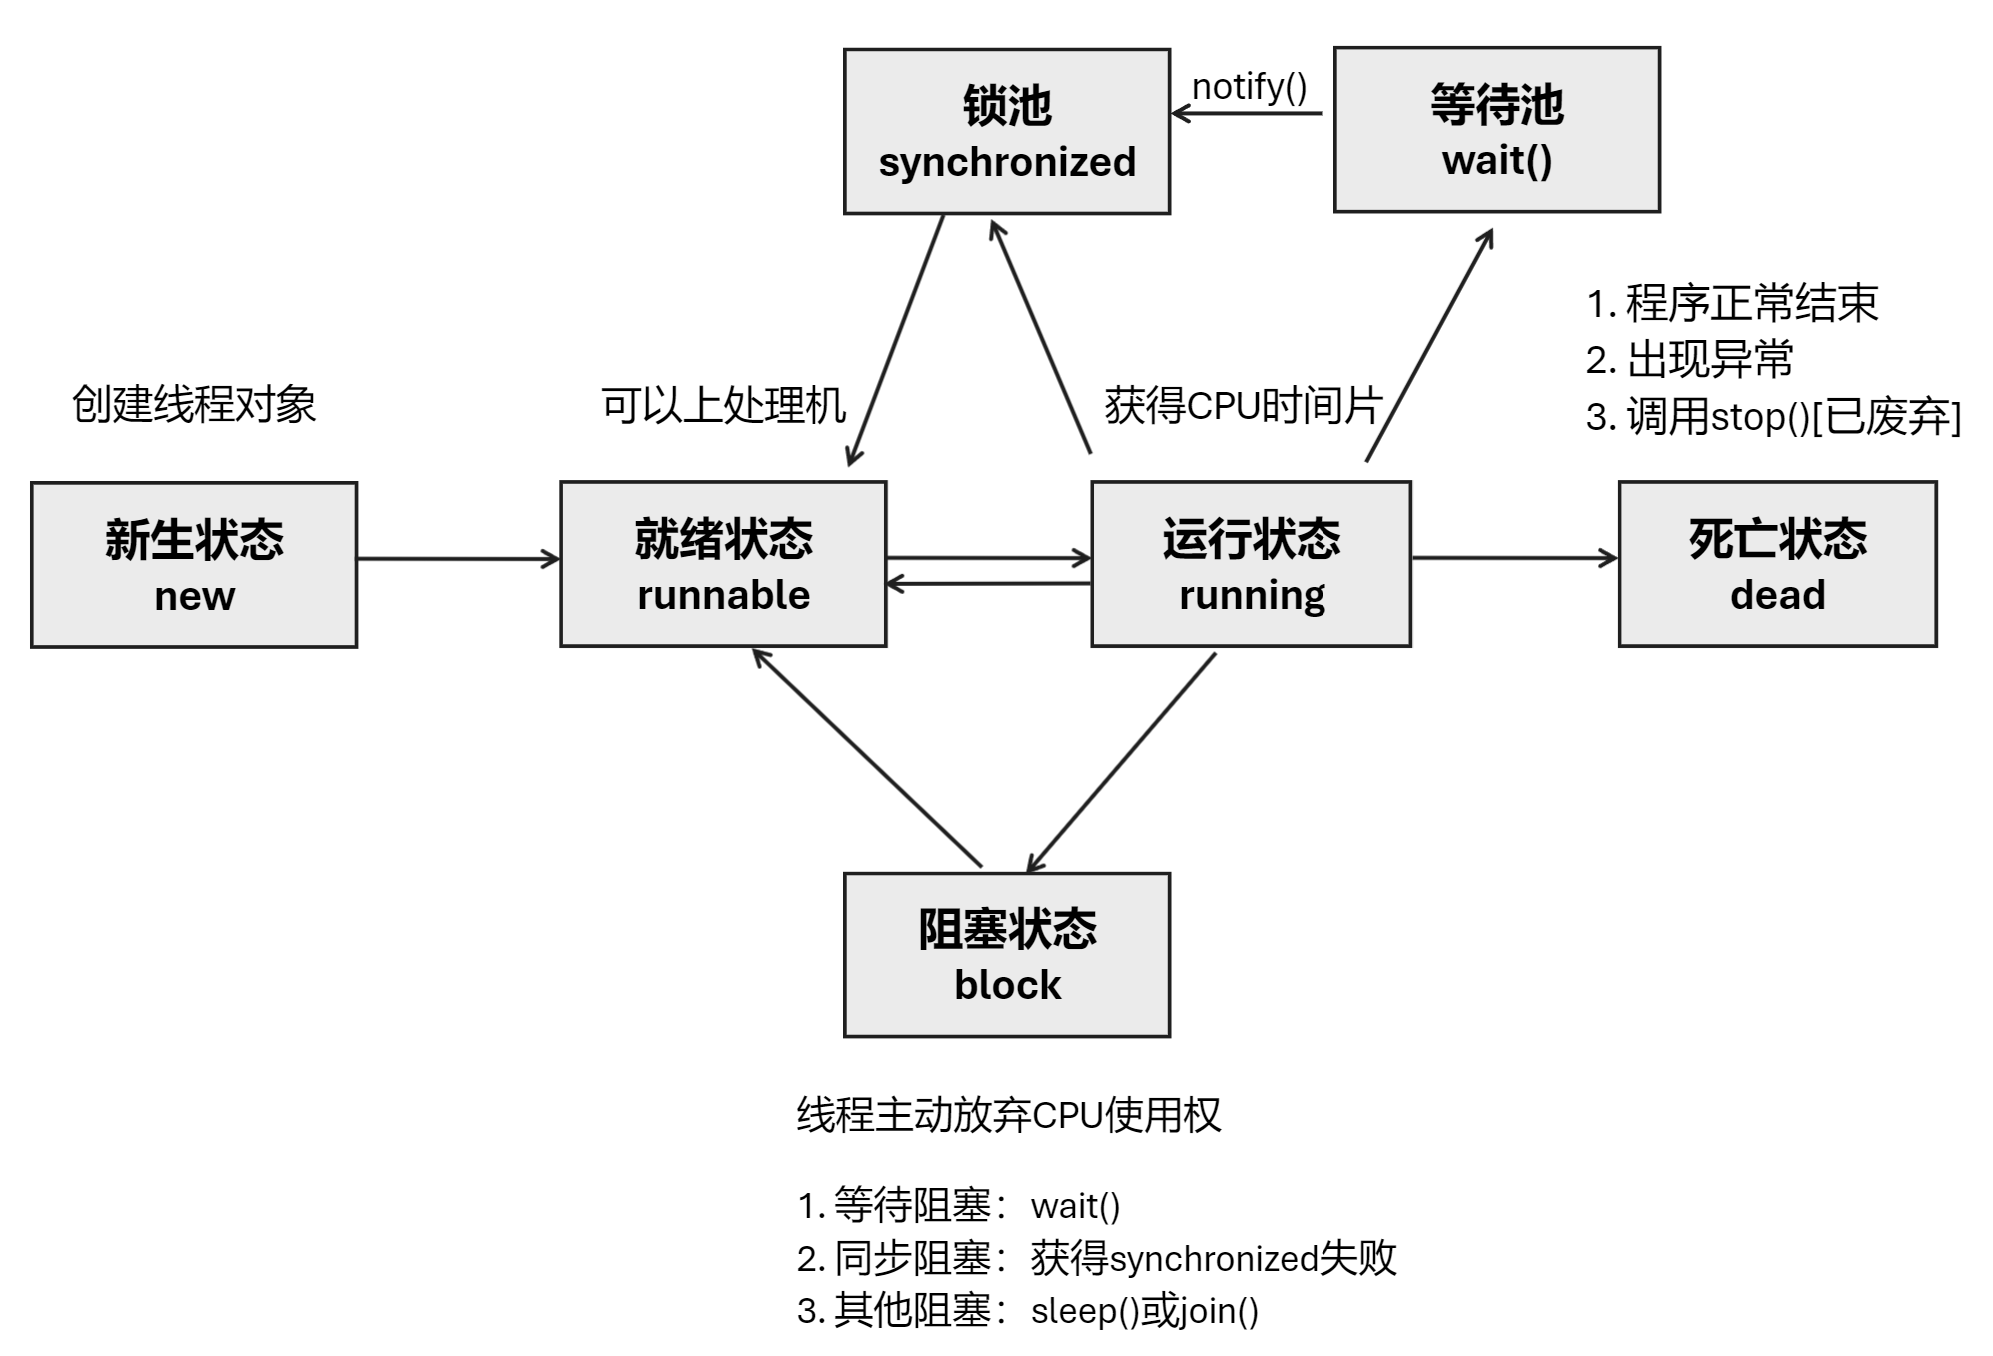 锁池
synchronized
notify()
等待池
wait()
1. 程序正常结束
2. 出现异常
3. 调用stop()[已废弃]
创建线程对象
可以上处理机
获得CPU时间片
新生状态
new
就绪状态
runnable
运行状态
running
死亡状态
dead
阻塞状态
block
线程主动放弃CPU使用权
1. 等待阻塞：wait()
2. 同步阻塞：获得synchronized失败
3. 其他阻塞：sleep()或join()